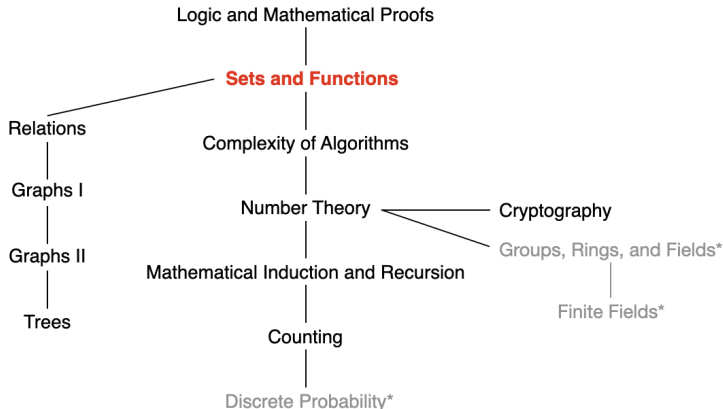 Logic and Mathematical Proofs
Sets and Functions
Relations
Complexity of Algorithms
Graphs I
Number Theory
Cryptography
Graphs II
Groups, Rings, and Fields*
Mathematical Induction and Recursion
Finite Fields*
Trees
Counting
Discrete Probability*